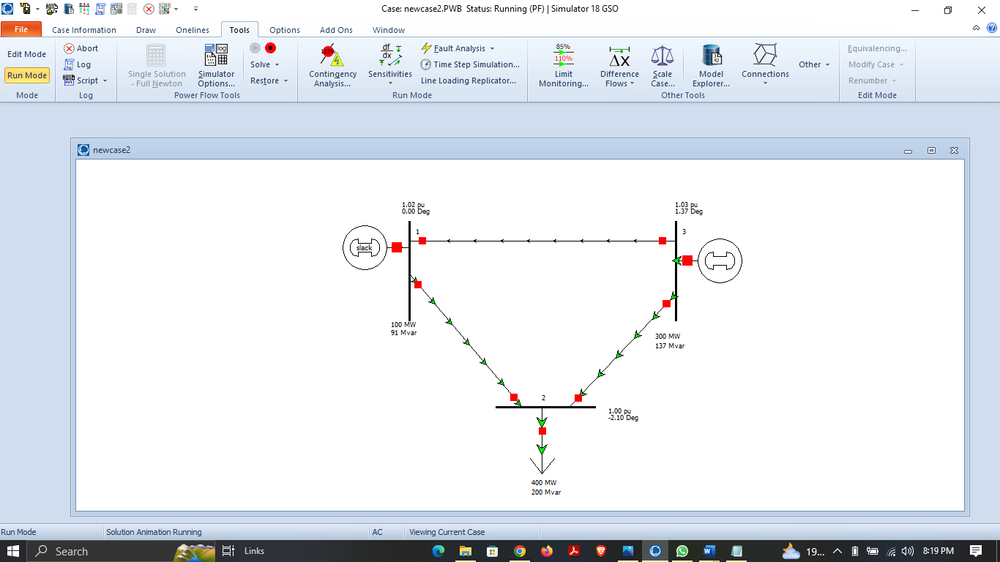 Case: newcase2.PWB Status: Running (PF) | Simulator 18 GSO
File Case Information Draw Onelines Tools Options Add Ons Window
Edit Mode
Run Mode
Mode
Abort
Log
Script
Log
Single Solution
- Full Newton
Simulator
Options...
Solve
Restore
Power Flow Tools
Contingency
Analysis...
Sensitivities
Fault Analysis
Time Step Simulation...
Line Loading Replicator...
Run Mode
85%
110%
Limit
Monitoring...
Difference
Flows
Scale
Case...
Model
Explorer...
Connections
Other
Other Tools
Equivalencing...
Modify Case
Renumber
Edit Mode
newcase2
1.02 pu
0.00 Deg
1
slack
100 MW
91 Mvar
1.03 pu
1.37 Deg
3
300 MW
137 Mvar
2
1.00 pu
-2.10 Deg
400 MW
200 Mvar
Run Mode Solution Animation Running AC Viewing Current Case
Search Links 19... 8:19 PM